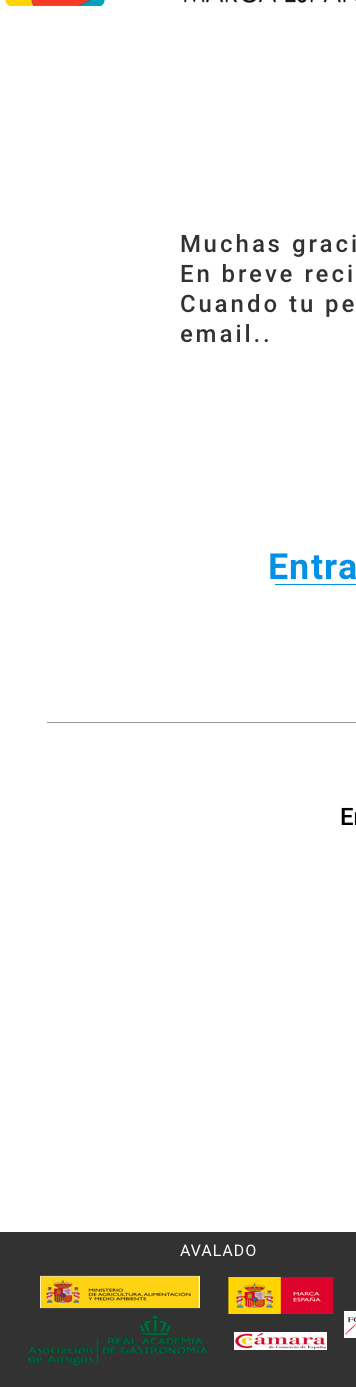 Muchas graci
En breve reci
Cuando tu pe
email..
Entra
En
AVALADO
MINISTERIO
DE AGRICULTURA, ALIMENTACIÓN
Y MEDIO AMBIENTE
MARCA
ESPAÑA
Asociación
de Amigos
REAL ACADEMIA
DE GASTRONOMÍA
Cámara
de Comercio de España